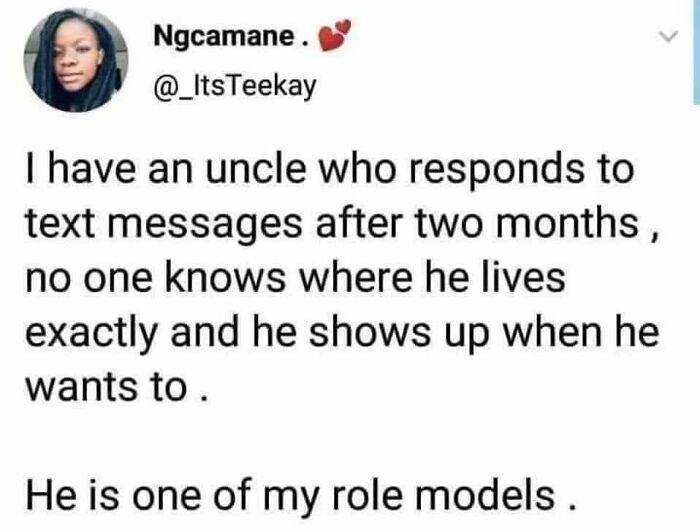 Ngcamane . 💕
@_ItsTeekay
I have an uncle who responds to
text messages after two months ,
no one knows where he lives
exactly and he shows up when he
wants to .
He is one of my role models .